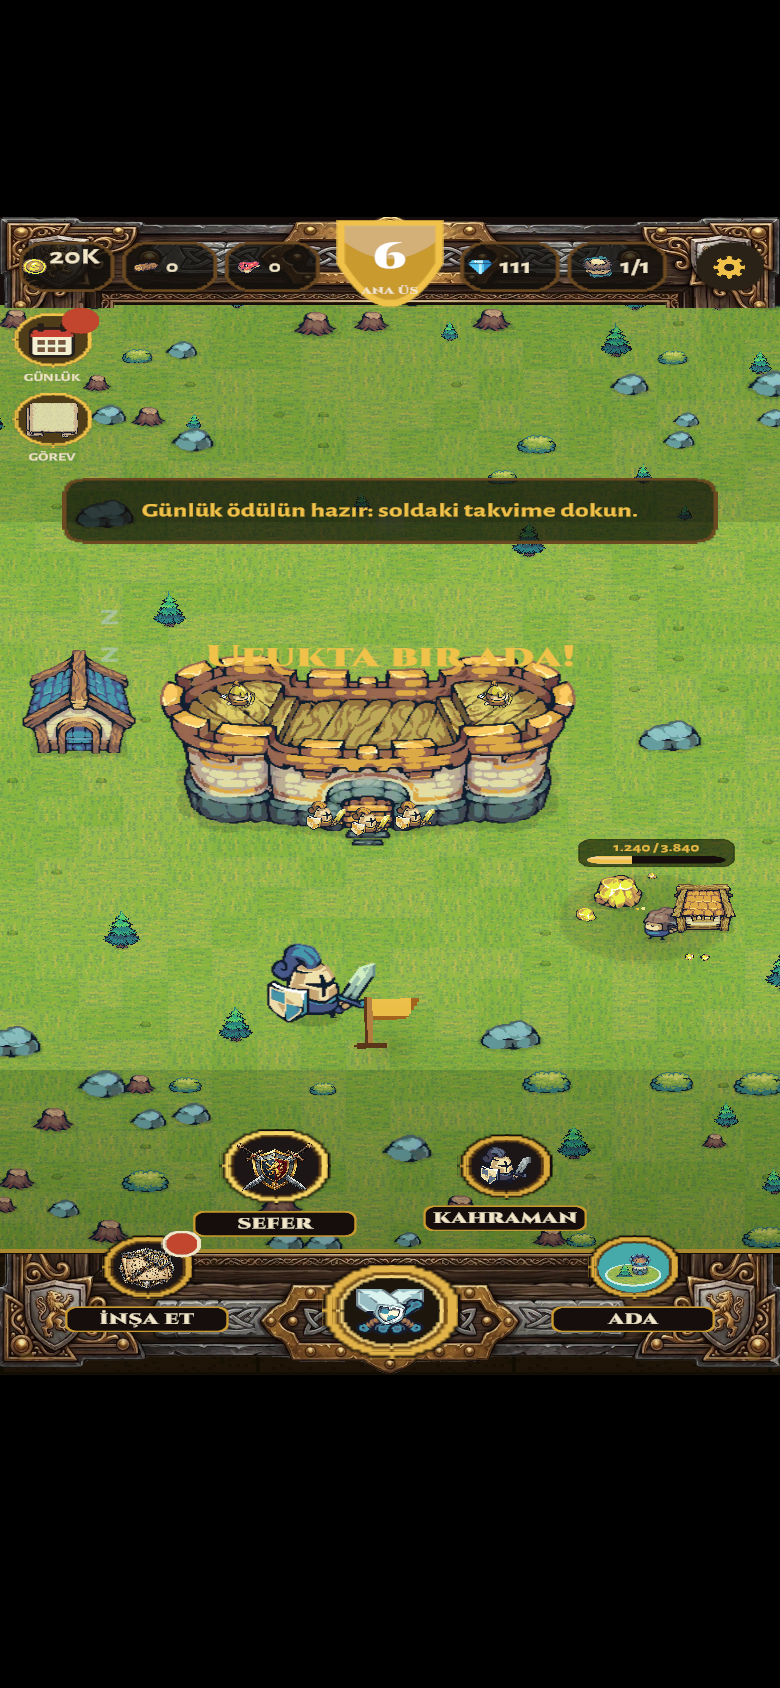 20K
0
0
6
ANA ÜS
111
1/1
GÜNLÜK
GÖREV
Günlük ödülün hazır: soldaki takvime dokun.
Z
Z
UFUKTA BIR ADA!
1.240/3.840
SEFER
KAHRAMAN
İNŞA ET
ADA